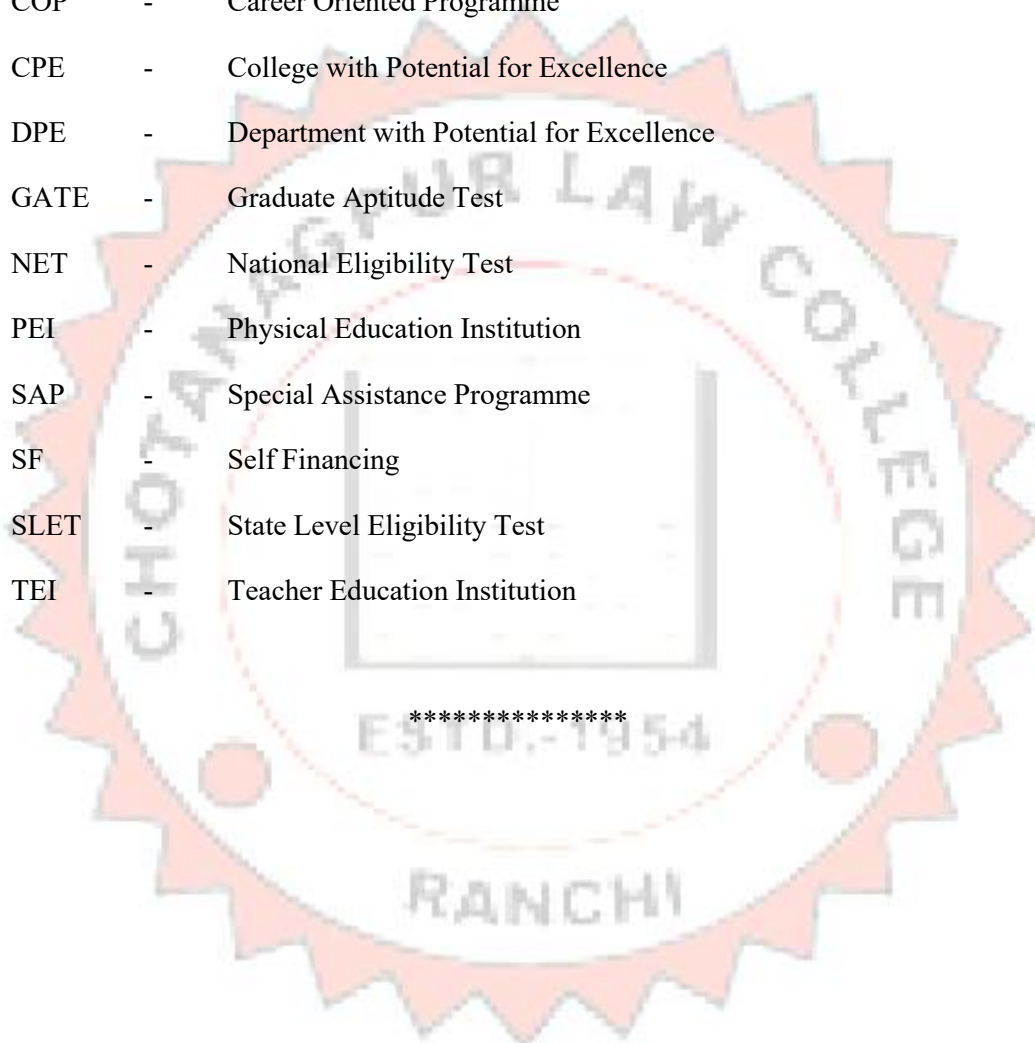 COP - Career Oriented Programme
CPE - College with Potential for Excellence
DPE - Department with Potential for Excellence
GATE - Graduate Aptitude Test
NET - National Eligibility Test
PEI - Physical Education Institution
SAP - Special Assistance Programme
SF - Self Financing
SLET - State Level Eligibility Test
TEI - Teacher Education Institution
***************
CHOTANAGPUR LAW COLLEGE
ESTD.-1954
RANCHI